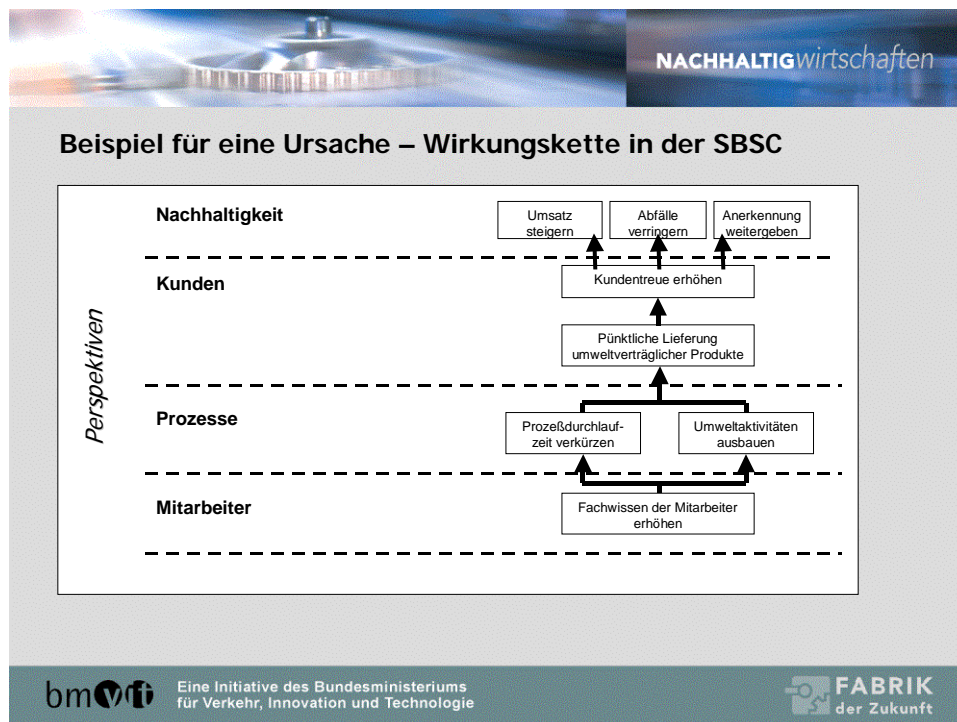 NACHHALTIGwirtschaften
Beispiel für eine Ursache – Wirkungskette in der SBSC
Perspektiven
Nachhaltigkeit
Umsatz
steigern
Abfälle
verringern
Anerkennung
weitergeben
Kunden
Kundentreue erhöhen
Pünktliche Lieferung
umweltverträglicher Produkte
Prozesse
Prozeßdurchlauf-
zeit verkürzen
Umweltaktivitäten
ausbauen
Mitarbeiter
Fachwissen der Mitarbeiter
erhöhen
bmvit
Eine Initiative des Bundesministeriums
für Verkehr, Innovation und Technologie
FABRIK
der Zukunft